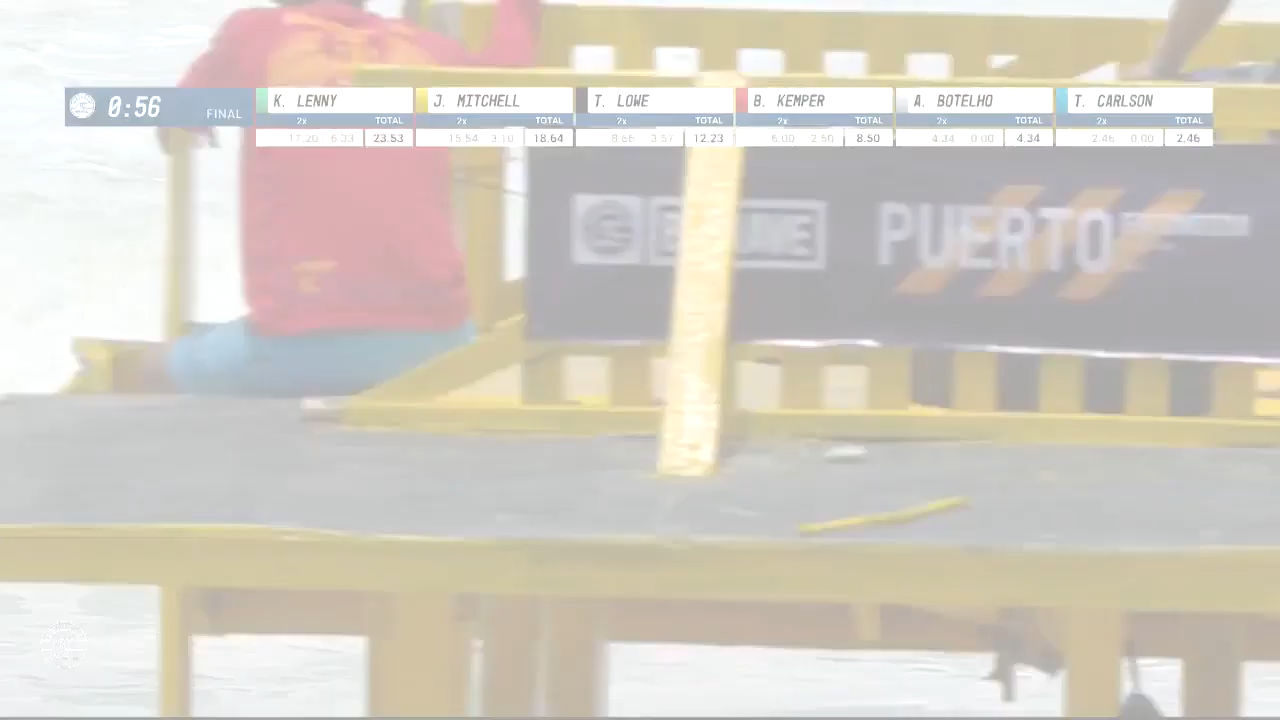 0:56 FINAL
K. LENNY J. MITCHELL T. LOWE B. KEMPER A. BOTELHO T. CARLSON
2x TOTAL 2x TOTAL 2x TOTAL 2x TOTAL 2x TOTAL 2x TOTAL
17.20 6.33 23.53 15.54 3.10 18.64 8.66 3.57 12.23 6.00 2.50 8.50 4.34 0.00 4.34 2.46 0.00 2.46
PUERTO